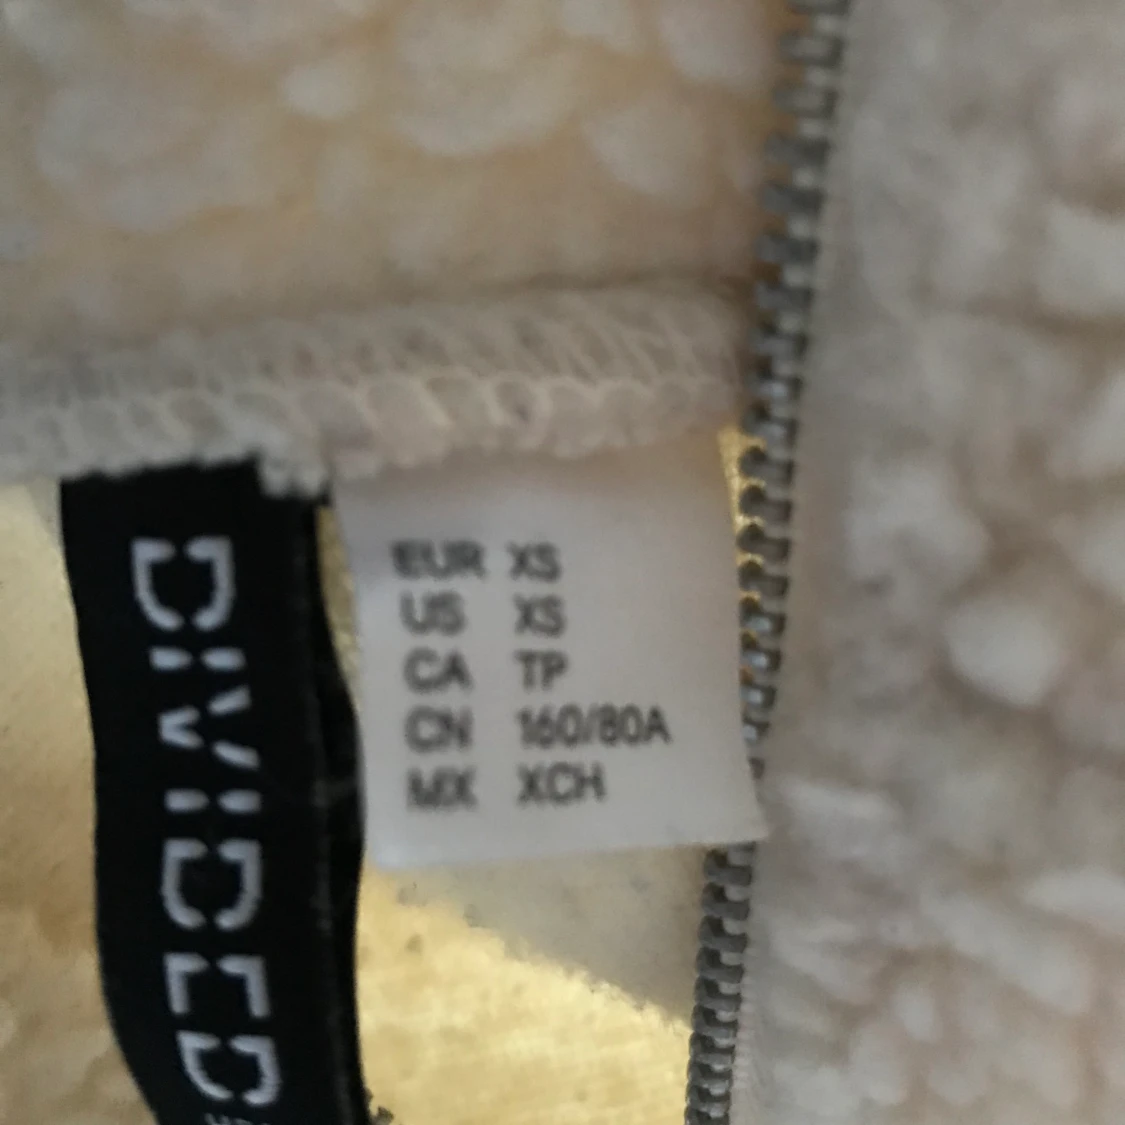 DIVIDED
EUR XS
US XS
CA TP
CN 160/80A
MX XCH